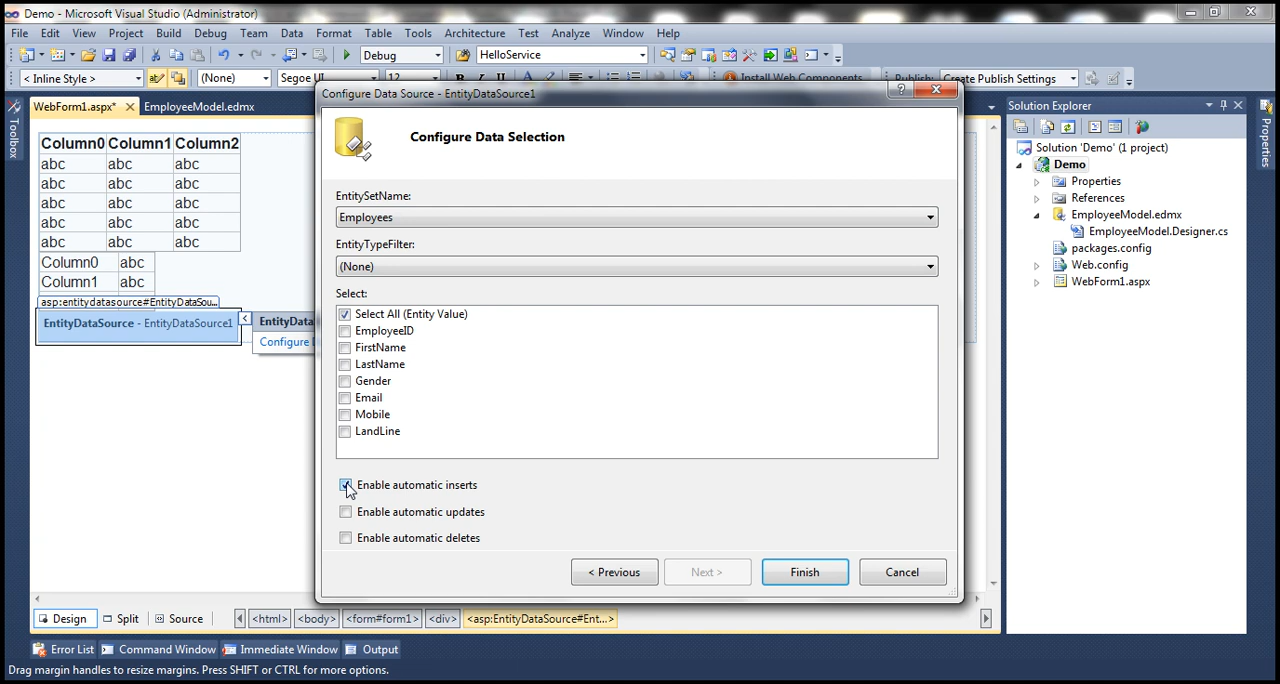 Demo - Microsoft Visual Studio (Administrator)
File Edit View Project Build Debug Team Data Format Table Tools Architecture Test Analyze Window Help
Debug HelloService
< Inline Style > (None) Segoe UI 12 B I U A Install Web Components Publish: Create Publish Settings
WebForm1.aspx* EmployeeModel.edmx
Toolbox
Column0 Column1 Column2
abc abc abc
abc abc abc
abc abc abc
abc abc abc
abc abc abc
Column0 abc
Column1 abc
asp:entitydatasource#EntityDataSou...
EntityDataSource - EntityDataSource1
EntityData
Configure
Configure Data Source - EntityDataSource1
Configure Data Selection
EntitySetName:
Employees
EntityTypeFilter:
(None)
Select:
Select All (Entity Value)
EmployeeID
FirstName
LastName
Gender
Email
Mobile
LandLine
Enable automatic inserts
Enable automatic updates
Enable automatic deletes
< Previous Next > Finish Cancel
Solution Explorer
Solution 'Demo' (1 project)
Demo
Properties
References
EmployeeModel.edmx
EmployeeModel.Designer.cs
packages.config
Web.config
WebForm1.aspx
Properties
Design Split Source <html> <body> <form#form1> <div> <asp:EntityDataSource#Ent...>
Error List Command Window Immediate Window Output
Drag margin handles to resize margins. Press SHIFT or CTRL for more options.